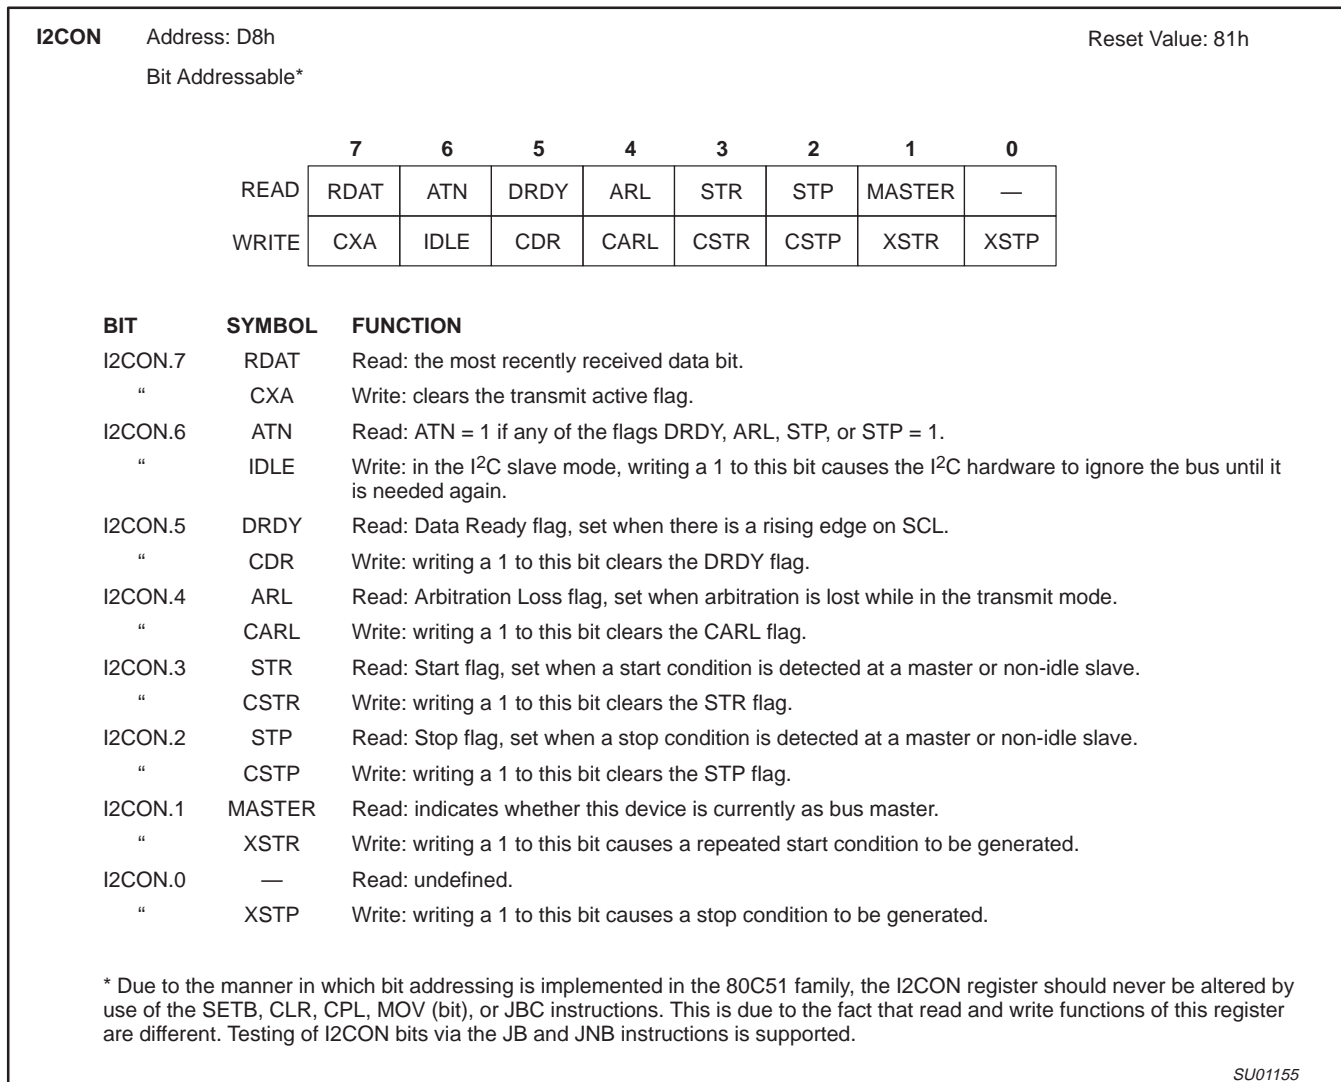 I2CON Address: D8h Reset Value: 81h
Bit Addressable*
7 6 5 4 3 2 1 0
READ RDAT ATN DRDY ARL STR STP MASTER —
WRITE CXA IDLE CDR CARL CSTR CSTP XSTR XSTP
BIT SYMBOL FUNCTION
I2CON.7 RDAT Read: the most recently received data bit.
“ CXA Write: clears the transmit active flag.
I2CON.6 ATN Read: ATN = 1 if any of the flags DRDY, ARL, STP, or STP = 1.
“ IDLE Write: in the I2C slave mode, writing a 1 to this bit causes the I2C hardware to ignore the bus until it
is needed again.
I2CON.5 DRDY Read: Data Ready flag, set when there is a rising edge on SCL.
“ CDR Write: writing a 1 to this bit clears the DRDY flag.
I2CON.4 ARL Read: Arbitration Loss flag, set when arbitration is lost while in the transmit mode.
“ CARL Write: writing a 1 to this bit clears the CARL flag.
I2CON.3 STR Read: Start flag, set when a start condition is detected at a master or non-idle slave.
“ CSTR Write: writing a 1 to this bit clears the STR flag.
I2CON.2 STP Read: Stop flag, set when a stop condition is detected at a master or non-idle slave.
“ CSTP Write: writing a 1 to this bit clears the STP flag.
I2CON.1 MASTER Read: indicates whether this device is currently as bus master.
“ XSTR Write: writing a 1 to this bit causes a repeated start condition to be generated.
I2CON.0 — Read: undefined.
“ XSTP Write: writing a 1 to this bit causes a stop condition to be generated.
* Due to the manner in which bit addressing is implemented in the 80C51 family, the I2CON register should never be altered by
use of the SETB, CLR, CPL, MOV (bit), or JBC instructions. This is due to the fact that read and write functions of this register
are different. Testing of I2CON bits via the JB and JNB instructions is supported.
SU01155